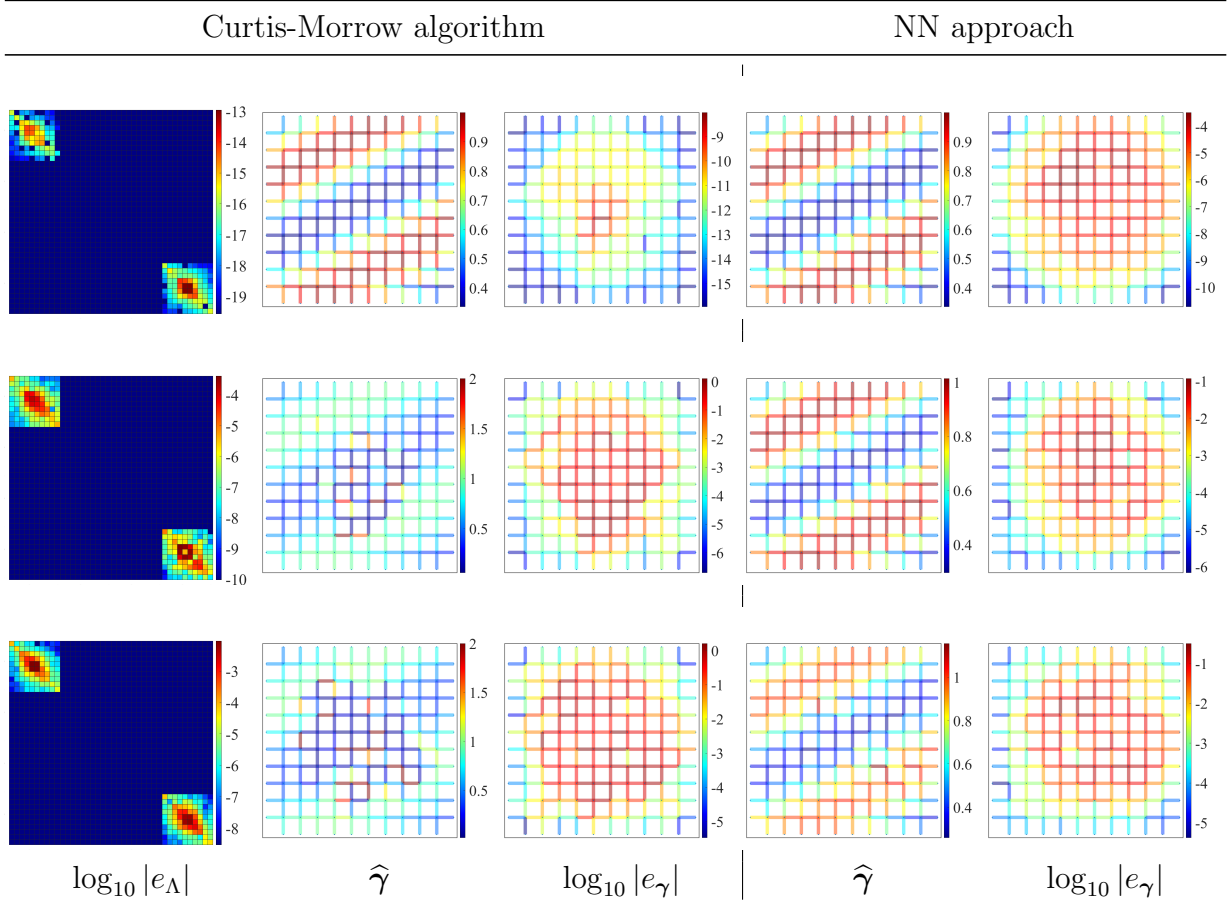 Curtis-Morrow algorithm NN approach
-13 -14 -15 -16 -17 -18 -19
0.9 0.8 0.7 0.6 0.5 0.4
-9 -10 -11 -12 -13 -14 -15
0.9 0.8 0.7 0.6 0.5 0.4
-4 -5 -6 -7 -8 -9 -10
-4 -5 -6 -7 -8 -9 -10
2 1.5 1 0.5
0 -1 -2 -3 -4 -5 -6
1 0.8 0.6 0.4
-1 -2 -3 -4 -5 -6
-3 -4 -5 -6 -7 -8
2 1.5 1 0.5
0 -1 -2 -3 -4 -5
1 0.8 0.6 0.4
-1 -2 -3 -4 -5
log₁₀ |e_Λ| γ̂ log₁₀ |e_γ| γ̂ log₁₀ |e_γ|